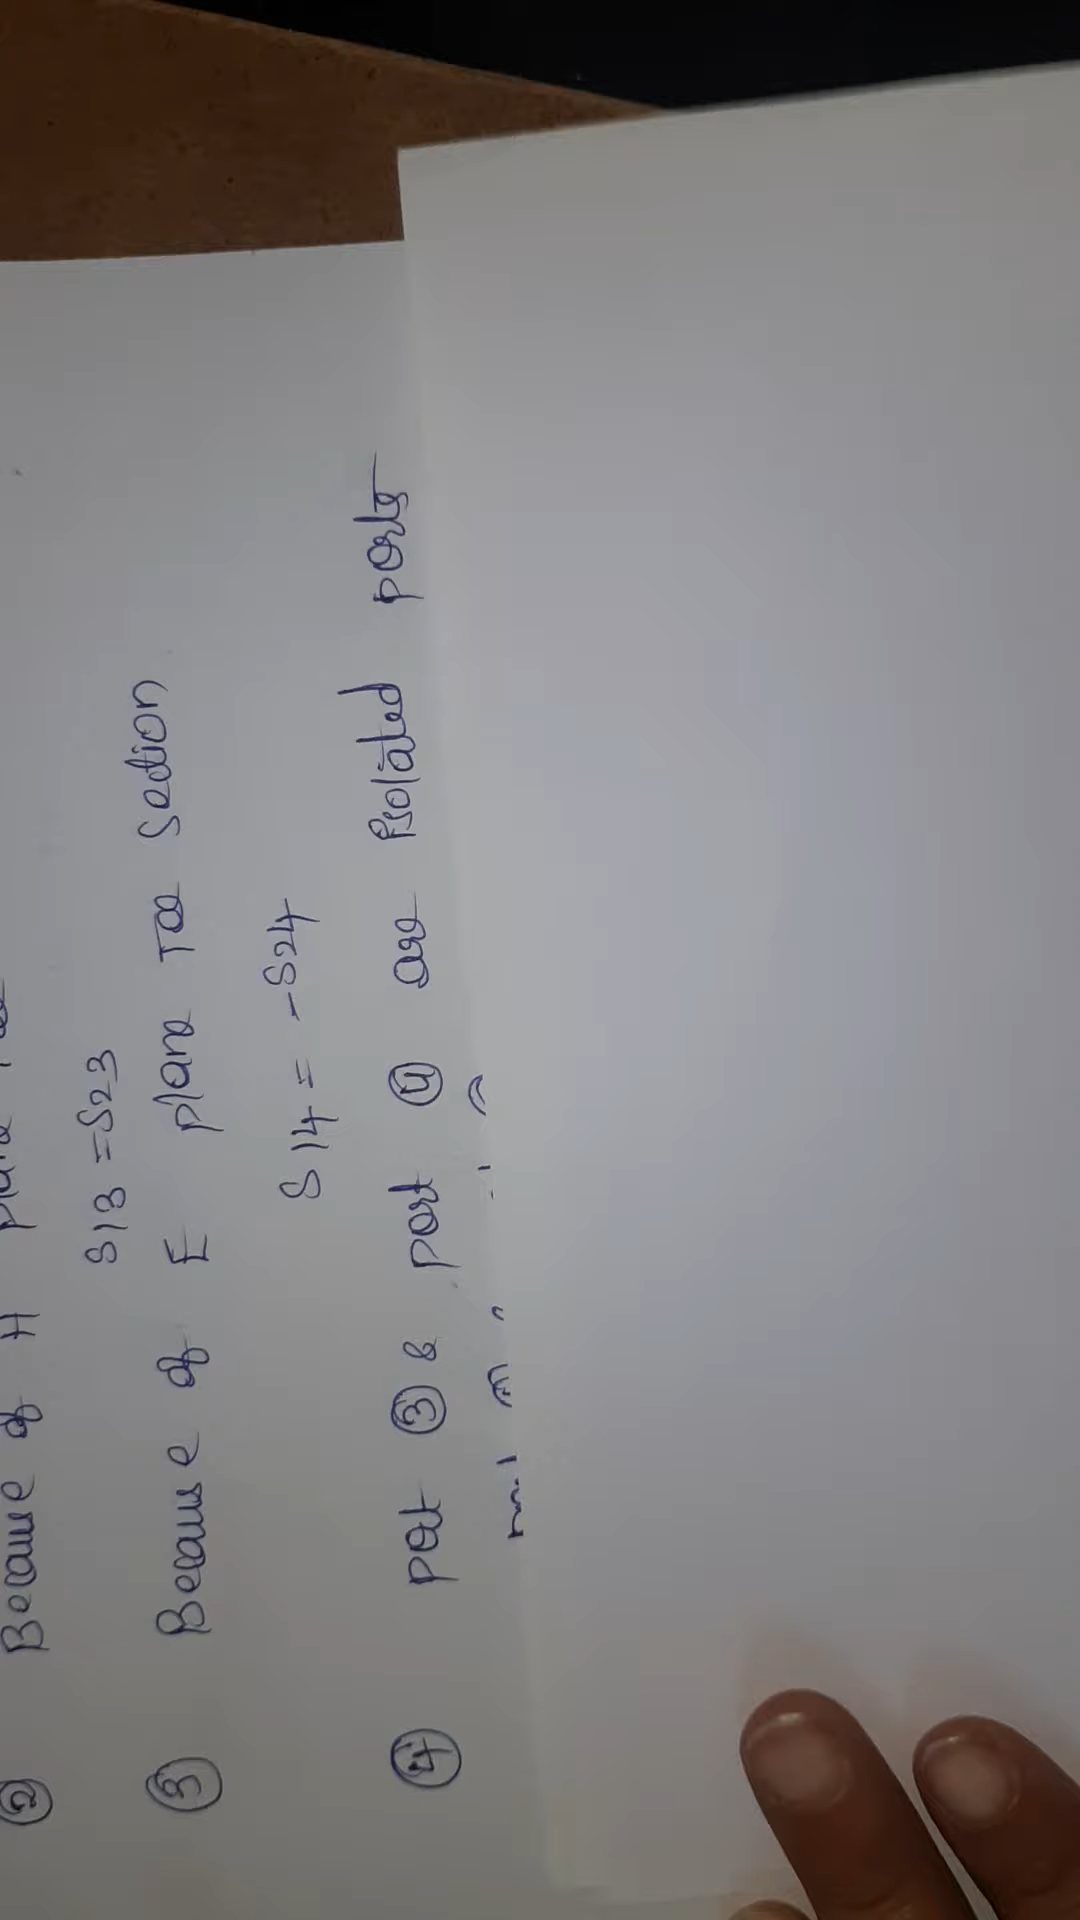 ② Because of H plane
S13 = S23
③ Because of E plane Tee section
S14 = -S24
④ port ③ & port ④ are Isolated ports